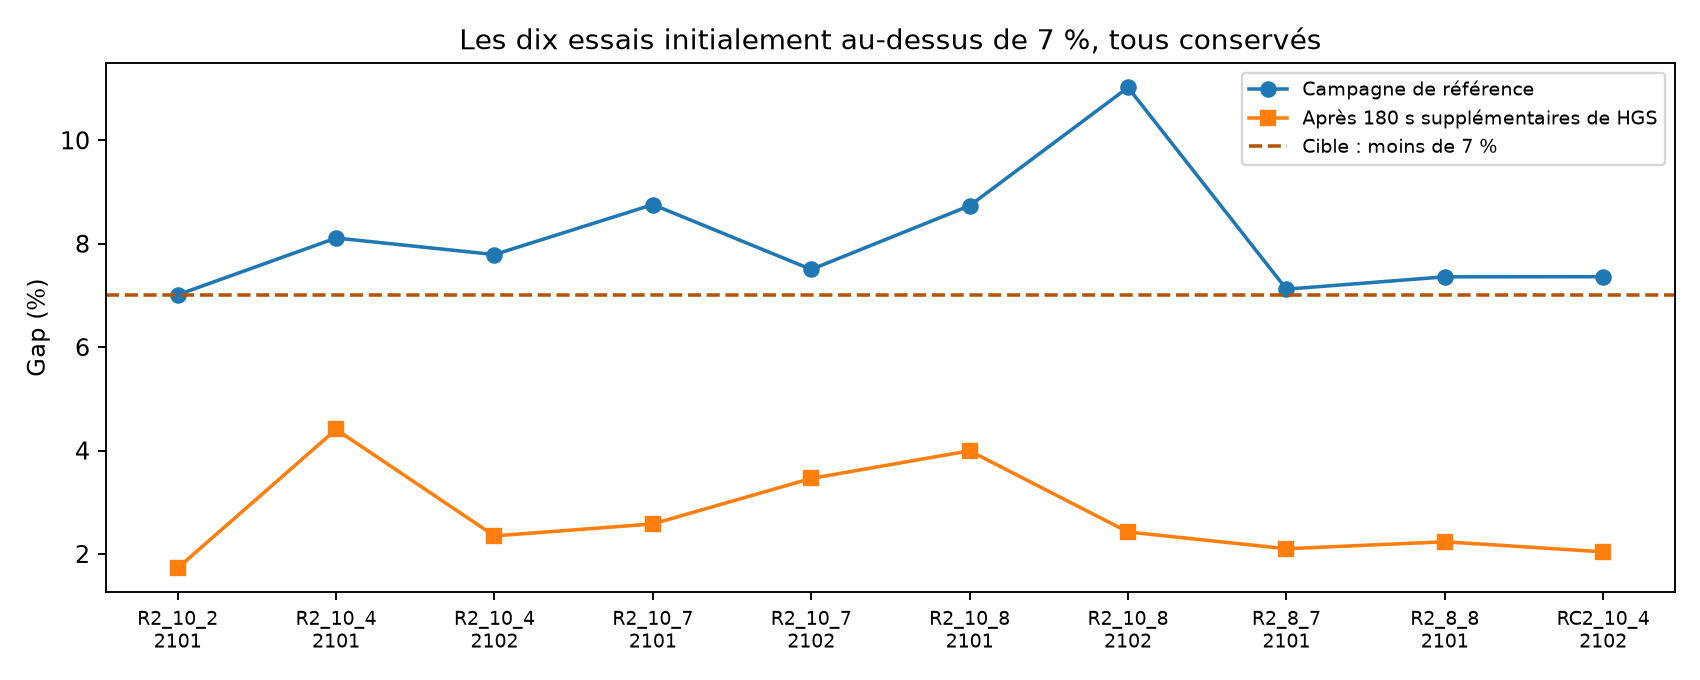 Les dix essais initialement au-dessus de 7 %, tous conservés
Campagne de référence
Après 180 s supplémentaires de HGS
Cible : moins de 7 %
Gap (%)
10
8
6
4
2
R2_10_2 R2_10_4 R2_10_4 R2_10_7 R2_10_7 R2_10_8 R2_10_8 R2_8_7 R2_8_8 RC2_10_4
2101 2101 2102 2101 2102 2101 2102 2101 2101 2102